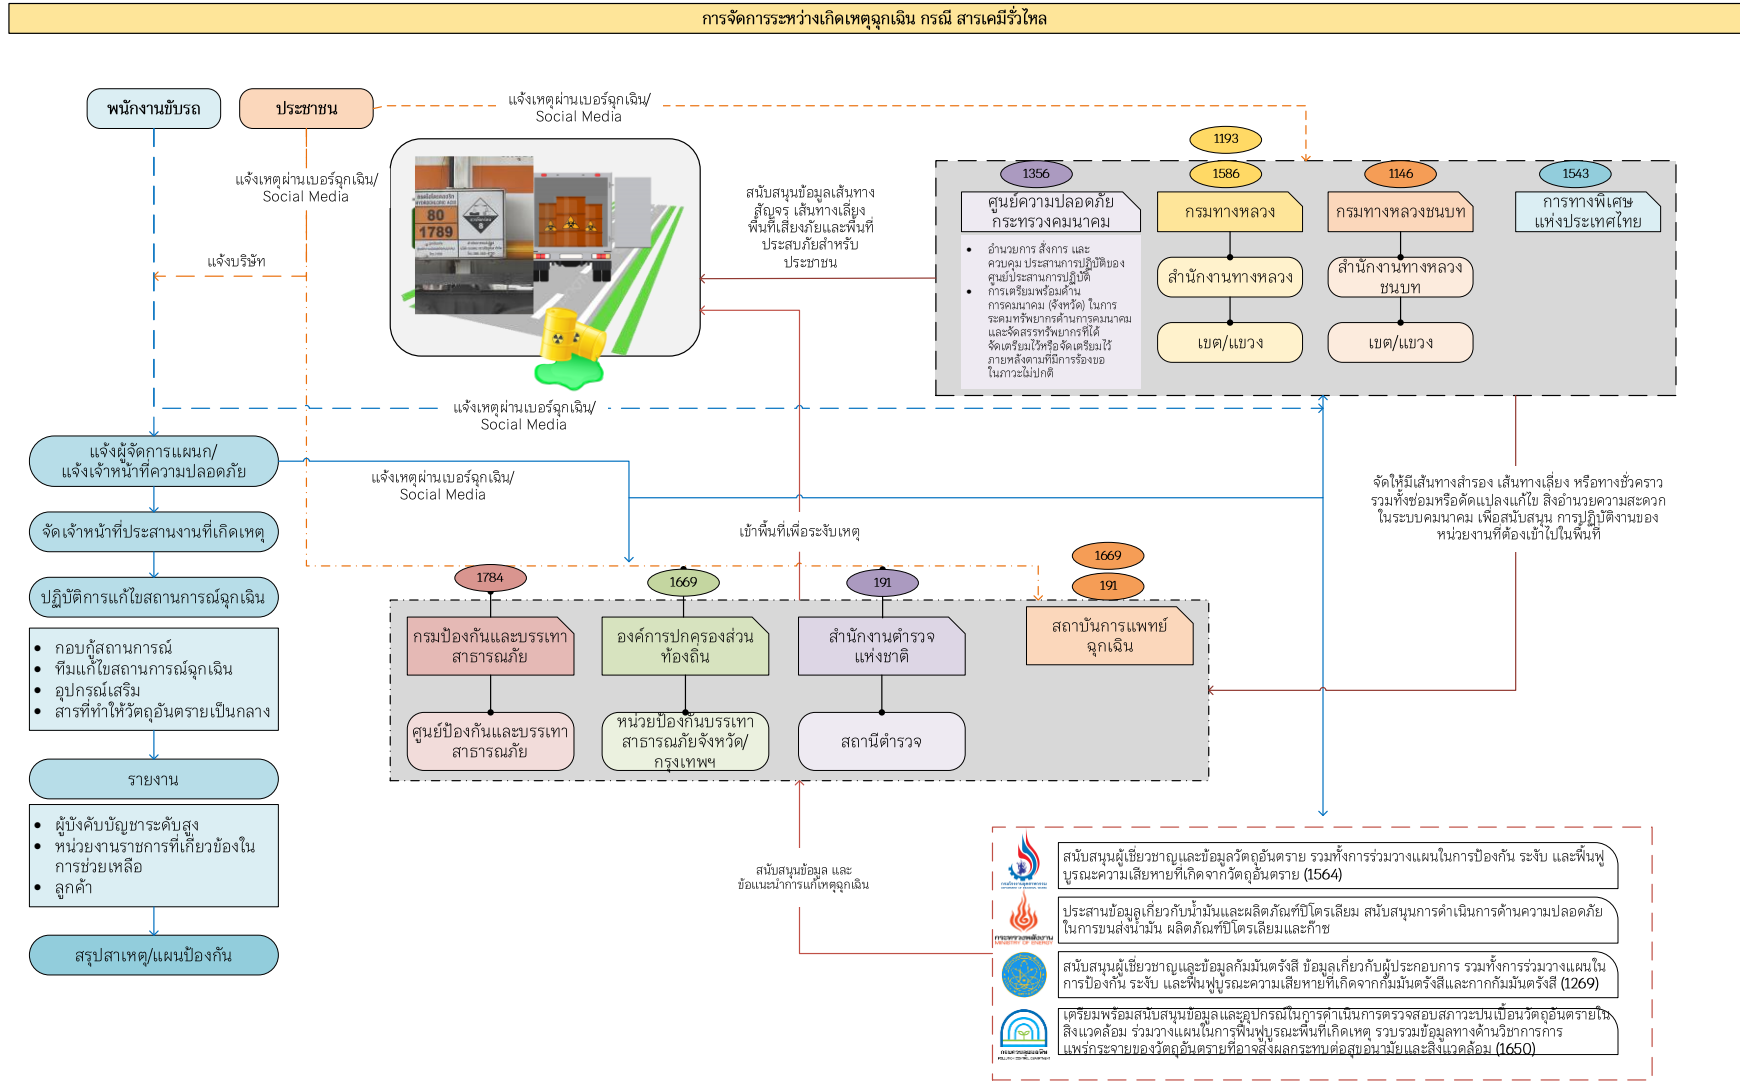 การจัดการระหว่างเกิดเหตุฉุกเฉิน กรณี สารเคมีรั่วไหล
พนักงานขับรถ
ประชาชน
แจ้งเหตุผ่านเบอร์ฉุกเฉิน/
Social Media
แจ้งเหตุผ่านเบอร์ฉุกเฉิน/
Social Media
แจ้งบริษัท
80
1789
HYDROCHLORIC ACID
8
สนับสนุนข้อมูลเส้นทาง
สัญจร เส้นทางเลี่ยง
พื้นที่เสี่ยงภัยและพื้นที่
ประสบภัยสำหรับ
ประชาชน
1356
ศูนย์ความปลอดภัย
กระทรวงคมนาคม
• อำนวยการ สั่งการ และ
ควบคุม ประสานการปฏิบัติของ
ศูนย์ประสานการปฏิบัติ
• การเตรียมพร้อมด้าน
การคมนาคม (จังหวัด) ในการ
ระดมทรัพยากรด้านการคมนาคม
และจัดสรรทรัพยากรที่ได้
จัดเตรียมไว้หรือจัดเตรียมไว้
ภายหลังตามที่มีการร้องขอ
ในภาวะไม่ปกติ
1193
1586
กรมทางหลวง
สำนักงานทางหลวง
เขต/แขวง
1146
กรมทางหลวงชนบท
สำนักงานทางหลวง
ชนบท
เขต/แขวง
1543
การทางพิเศษ
แห่งประเทศไทย
แจ้งเหตุผ่านเบอร์ฉุกเฉิน/
Social Media
แจ้งผู้จัดการแผนก/
แจ้งเจ้าหน้าที่ความปลอดภัย
แจ้งเหตุผ่านเบอร์ฉุกเฉิน/
Social Media
จัดเจ้าหน้าที่ประสานงานที่เกิดเหตุ
ปฏิบัติการแก้ไขสถานการณ์ฉุกเฉิน
• กอบกู้สถานการณ์
• ทีมแก้ไขสถานการณ์ฉุกเฉิน
• อุปกรณ์เสริม
• สารที่ทำให้วัตถุอันตรายเป็นกลาง
รายงาน
• ผู้บังคับบัญชาระดับสูง
• หน่วยงานราชการที่เกี่ยวข้องใน
การช่วยเหลือ
• ลูกค้า
สรุปสาเหตุ/แผนป้องกัน
เข้าพื้นที่เพื่อระงับเหตุ
จัดให้มีเส้นทางสำรอง เส้นทางเลี่ยง หรือทางชั่วคราว
รวมทั้งซ่อมหรือดัดแปลงแก้ไข สิ่งอำนวยความสะดวก
ในระบบคมนาคม เพื่อสนับสนุน การปฏิบัติงานของ
หน่วยงานที่ต้องเข้าไปในพื้นที่
1784
กรมป้องกันและบรรเทา
สาธารณภัย
ศูนย์ป้องกันและบรรเทา
สาธารณภัย
1669
องค์การปกครองส่วน
ท้องถิ่น
หน่วยป้องกันบรรเทา
สาธารณภัยจังหวัด/
กรุงเทพฯ
191
สำนักงานตำรวจ
แห่งชาติ
สถานีตำรวจ
1669
191
สถาบันการแพทย์
ฉุกเฉิน
สนับสนุนข้อมูล และ
ข้อแนะนำการแก้เหตุฉุกเฉิน
กรมโรงงานอุตสาหกรรม
สนับสนุนผู้เชี่ยวชาญและข้อมูลวัตถุอันตราย รวมทั้งการร่วมวางแผนในการป้องกัน ระงับ และฟื้นฟู
บูรณะความเสียหายที่เกิดจากวัตถุอันตราย (1564)
กระทรวงพลังงาน
MINISTRY OF ENERGY
ประสานข้อมูลเกี่ยวกับน้ำมันและผลิตภัณฑ์ปิโตรเลียม สนับสนุนการดำเนินการด้านความปลอดภัย
ในการขนส่งน้ำมัน ผลิตภัณฑ์ปิโตรเลียมและก๊าซ
สนับสนุนผู้เชี่ยวชาญและข้อมูลกัมมันตรังสี ข้อมูลเกี่ยวกับผู้ประกอบการ รวมทั้งการร่วมวางแผนใน
การป้องกัน ระงับ และฟื้นฟูบูรณะความเสียหายที่เกิดจากกัมมันตรังสีและกากกัมมันตรังสี (1269)
กรมควบคุมมลพิษ
POLLUTION CONTROL DEPARTMENT
เตรียมพร้อมสนับสนุนข้อมูลและอุปกรณ์ในการดำเนินการตรวจสอบสภาวะปนเปื้อนวัตถุอันตรายใน
สิ่งแวดล้อม ร่วมวางแผนในการฟื้นฟูบูรณะพื้นที่เกิดเหตุ รวบรวมข้อมูลทางด้านวิชาการการ
แพร่กระจายของวัตถุอันตรายที่อาจส่งผลกระทบต่อสุขอนามัยและสิ่งแวดล้อม (1650)